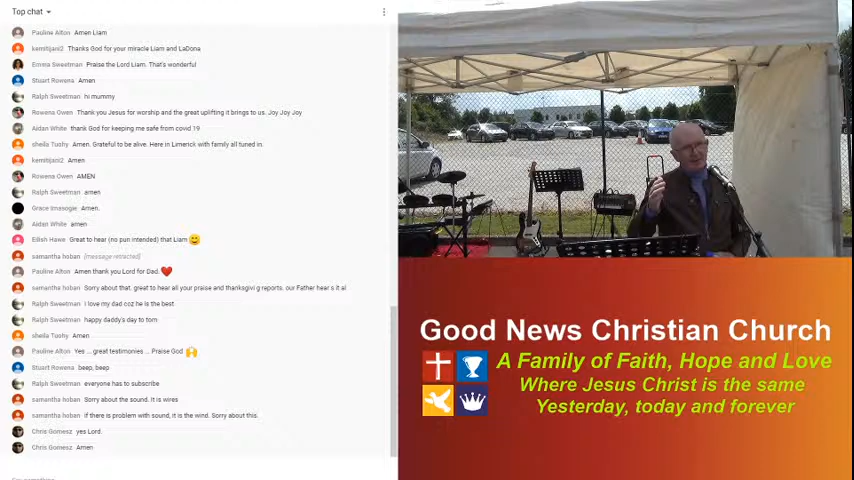 Top chat
Pauline Alton Amen Liam
kemitijani2 Thanks God for your miracle Liam and LaDona
Emma Sweetman Praise the Lord Liam. That's wonderful!
Stuart Rowena Amen
Ralph Sweetman hi mummy
Rowena Owen Thank you Jesus for worship and the great uplifting it brings to us. Joy Joy Joy
Aidan White thank God for keeping me safe from covid 19
sheila Tuohy Amen. Grateful to be alive. Here in Limerick with family all tuned in.
kemitijani2 Amen
Rowena Owen AMEN
Ralph Sweetman amen
Grace Imasogie Amen.
Aidan White amen
Eilish Hawe Great to hear (no pun intended) that Liam 😀
samantha hoban [message retracted]
Pauline Alton Amen thank you Lord for Dad. ❤️
samantha hoban Sorry about that, great to hear all your praise and thanksgivi g reports, our Father hear s it al
Ralph Sweetman I love my dad coz he is the best
Ralph Sweetman happy daddy's day to tom
sheila Tuohy Amen
Pauline Alton Yes ... great testimonies ... Praise God 🙌
Stuart Rowena beep, beep
Ralph Sweetman everyone has to subscribe
samantha hoban Sorry about the sound. It is wires
samantha hoban if there is problem with sound, it is the wind. Sorry about this.
Chris Gomesz yes Lord.
Chris Gomesz Amen
Good News Christian Church
A Family of Faith, Hope and Love
Where Jesus Christ is the same
Yesterday, today and forever